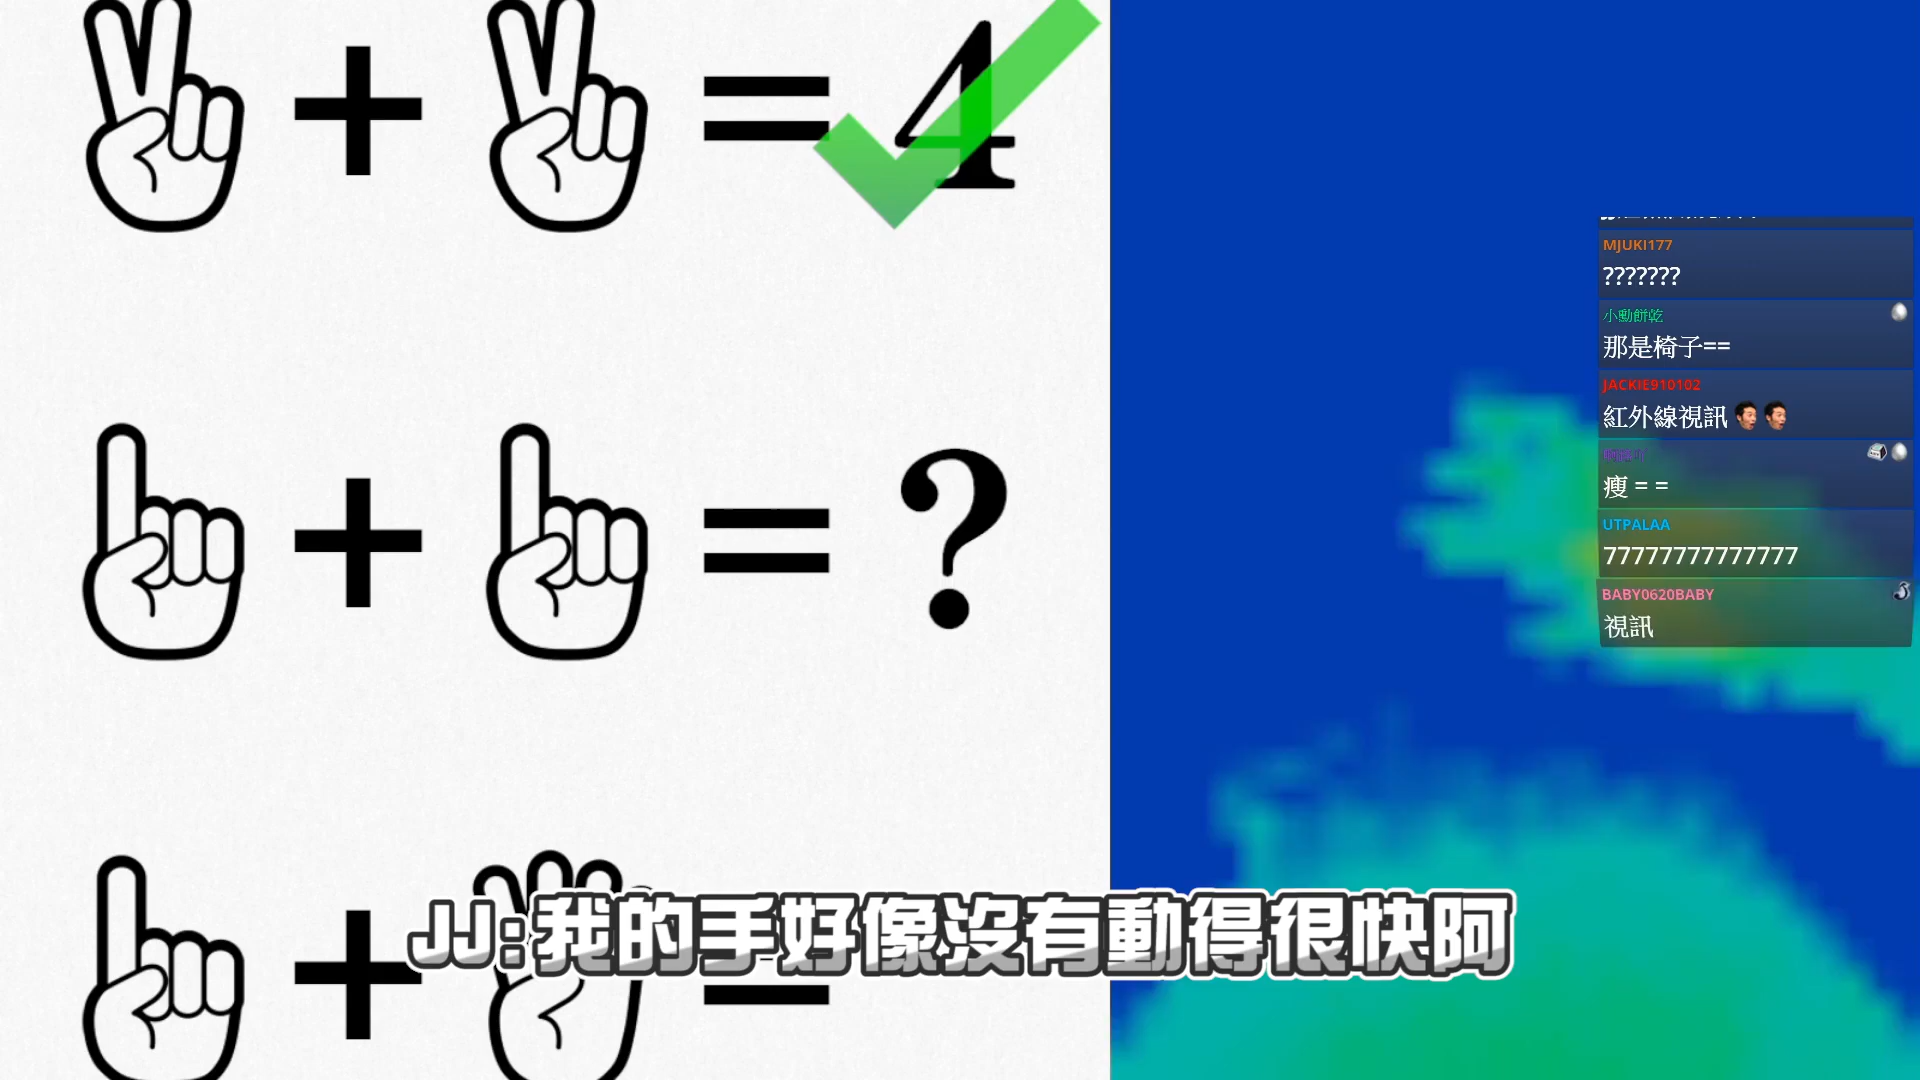 + = 4
+ = ?
+ =
MJUKI177
???????
小動餅乾
那是椅子==
JACKIE910102
紅外線視訊
瘦 = =
UTPALAA
77777777777777
BABY0620BABY
視訊
JJ:我的手好像沒有動得很快阿